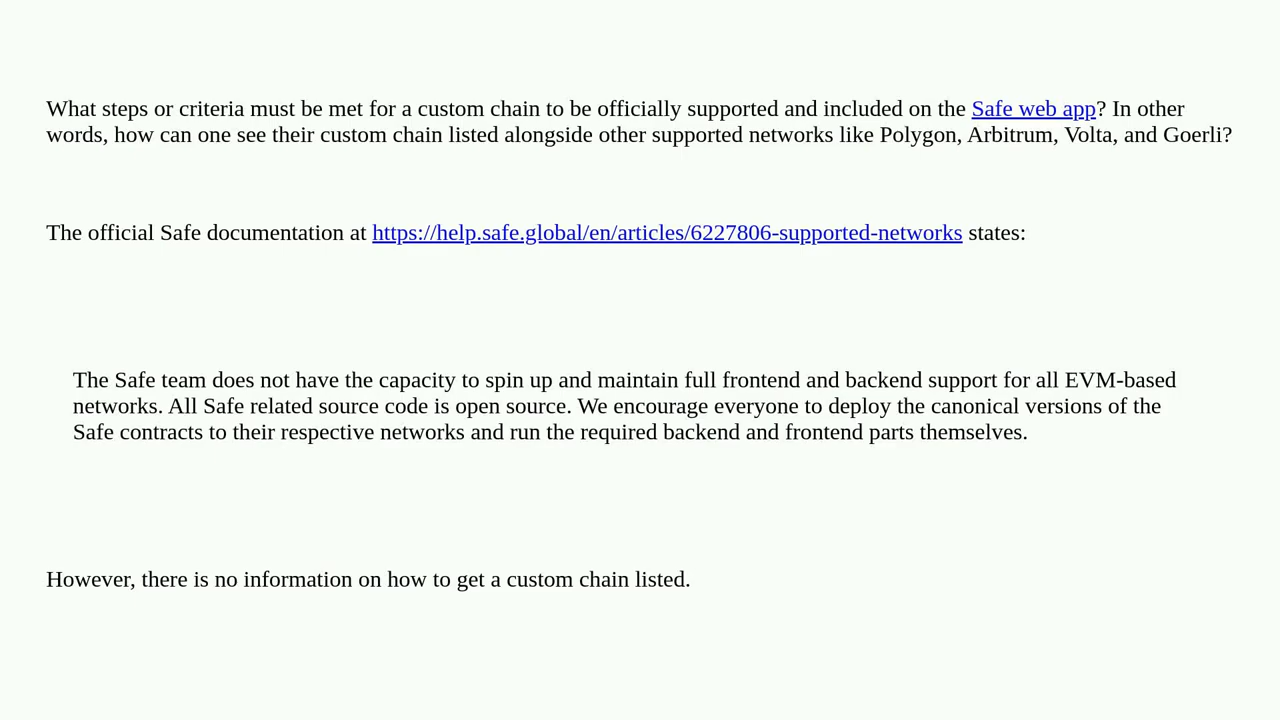 What steps or criteria must be met for a custom chain to be officially supported and included on the Safe web app? In other
words, how can one see their custom chain listed alongside other supported networks like Polygon, Arbitrum, Volta, and Goerli?
The official Safe documentation at https://help.safe.global/en/articles/6227806-supported-networks states:
The Safe team does not have the capacity to spin up and maintain full frontend and backend support for all EVM-based
networks. All Safe related source code is open source. We encourage everyone to deploy the canonical versions of the
Safe contracts to their respective networks and run the required backend and frontend parts themselves.
However, there is no information on how to get a custom chain listed.